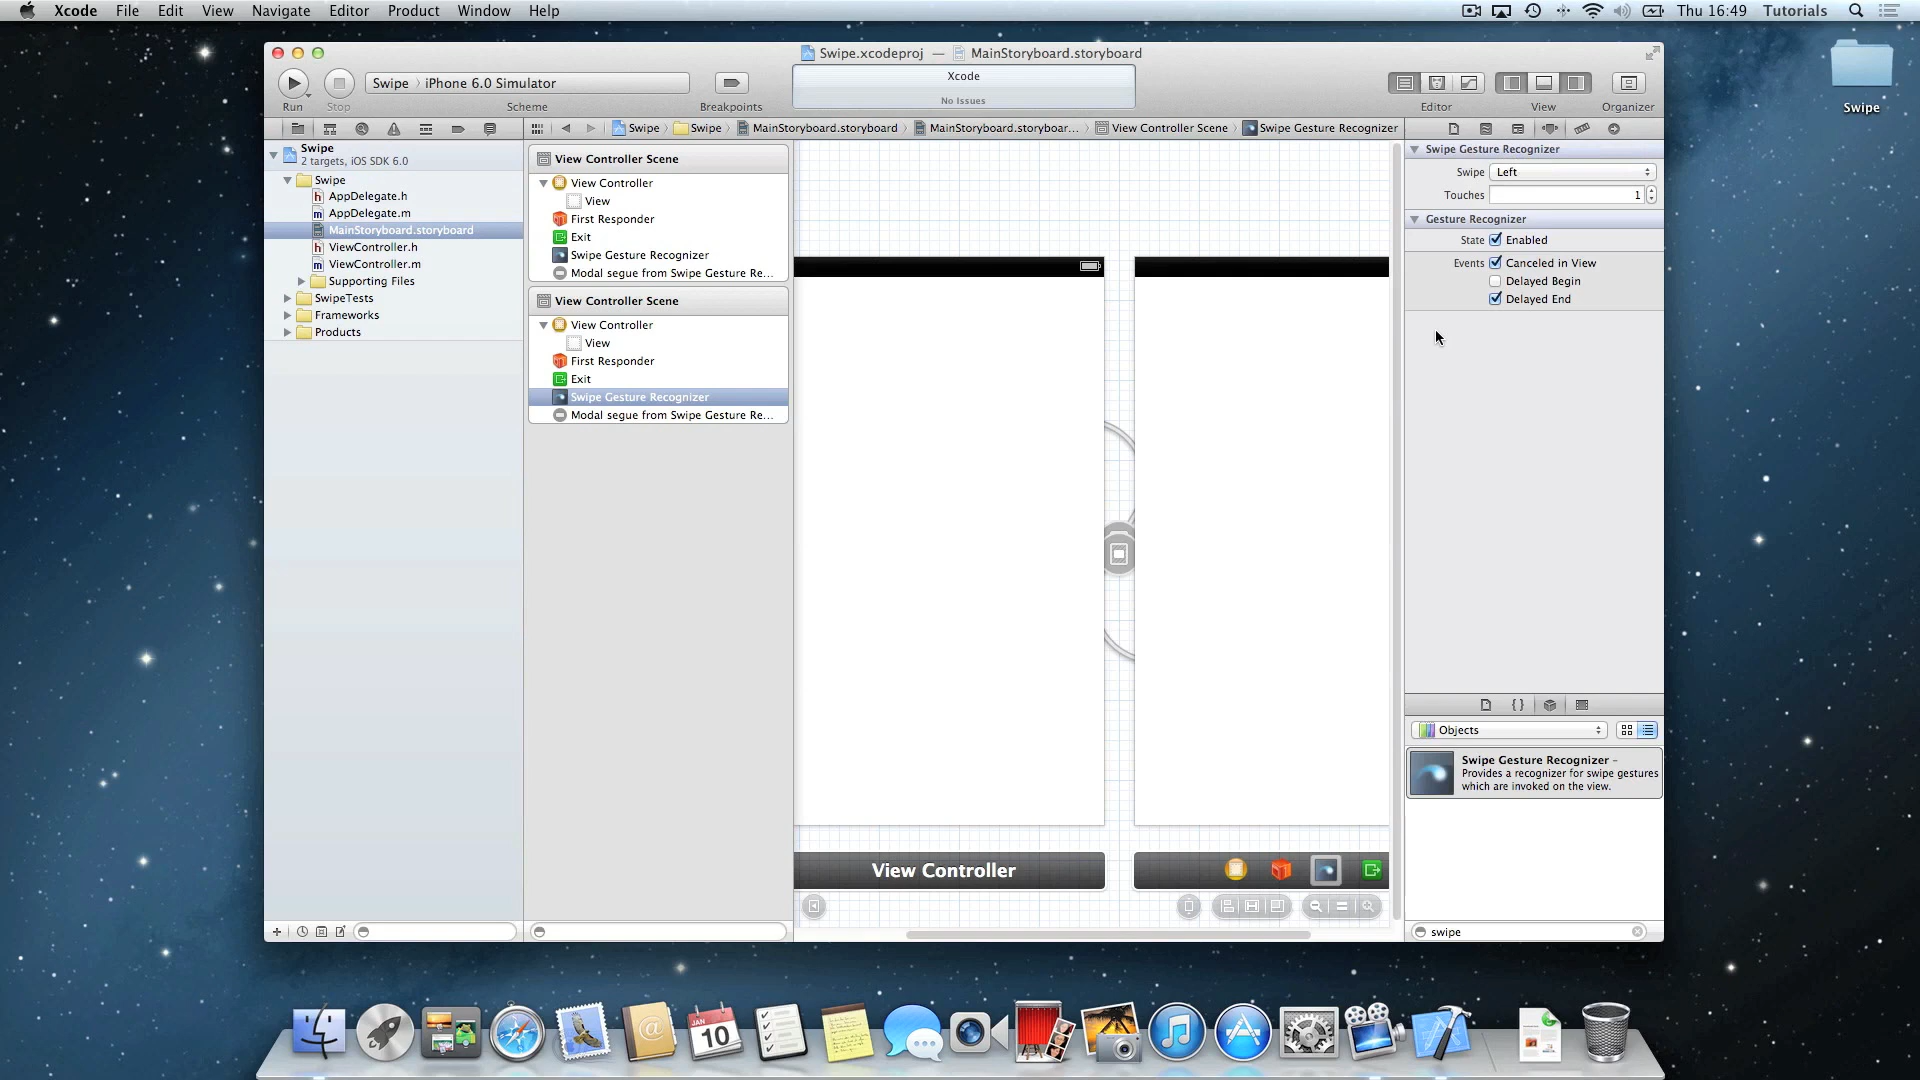 Xcode File Edit View Navigate Editor Product Window Help Thu 16:49 Tutorials
Swipe.xcodeproj — MainStoryboard.storyboard
Swipe
Swipe › iPhone 6.0 Simulator
Xcode
No Issues
Run Stop Scheme Breakpoints Editor View Organizer
Swipe Swipe MainStoryboard.storyboard MainStoryboard.storyboar... View Controller Scene Swipe Gesture Recognizer
Swipe
2 targets, iOS SDK 6.0
Swipe
AppDelegate.h
AppDelegate.m
MainStoryboard.storyboard
ViewController.h
ViewController.m
Supporting Files
SwipeTests
Frameworks
Products
View Controller Scene
View Controller
View
First Responder
Exit
Swipe Gesture Recognizer
Modal segue from Swipe Gesture Re...
View Controller Scene
View Controller
View
First Responder
Exit
Swipe Gesture Recognizer
Modal segue from Swipe Gesture Re...
View Controller
Swipe Gesture Recognizer
Swipe Left
Touches 1
Gesture Recognizer
State Enabled
Events Canceled in View
Delayed Begin
Delayed End
{ }
Objects
Swipe Gesture Recognizer –
Provides a recognizer for swipe gestures
which are invoked on the view.
swipe
JAN
10